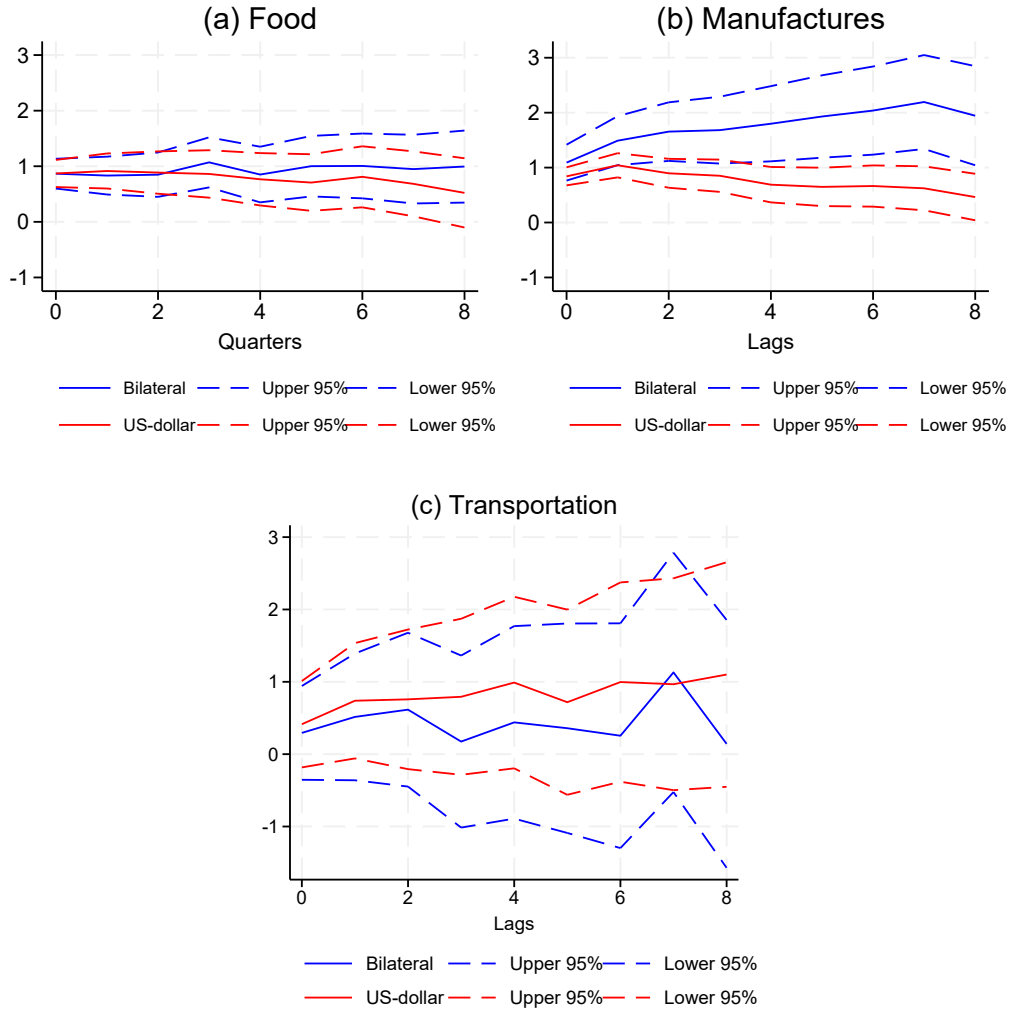 (a) Food
3
2
1
0
-1
0 2 4 6 8
Quarters
Bilateral Upper 95% Lower 95%
US-dollar Upper 95% Lower 95%
(b) Manufactures
3
2
1
0
-1
0 2 4 6 8
Lags
Bilateral Upper 95% Lower 95%
US-dollar Upper 95% Lower 95%
(c) Transportation
3
2
1
0
-1
0 2 4 6 8
Lags
Bilateral Upper 95% Lower 95%
US-dollar Upper 95% Lower 95%